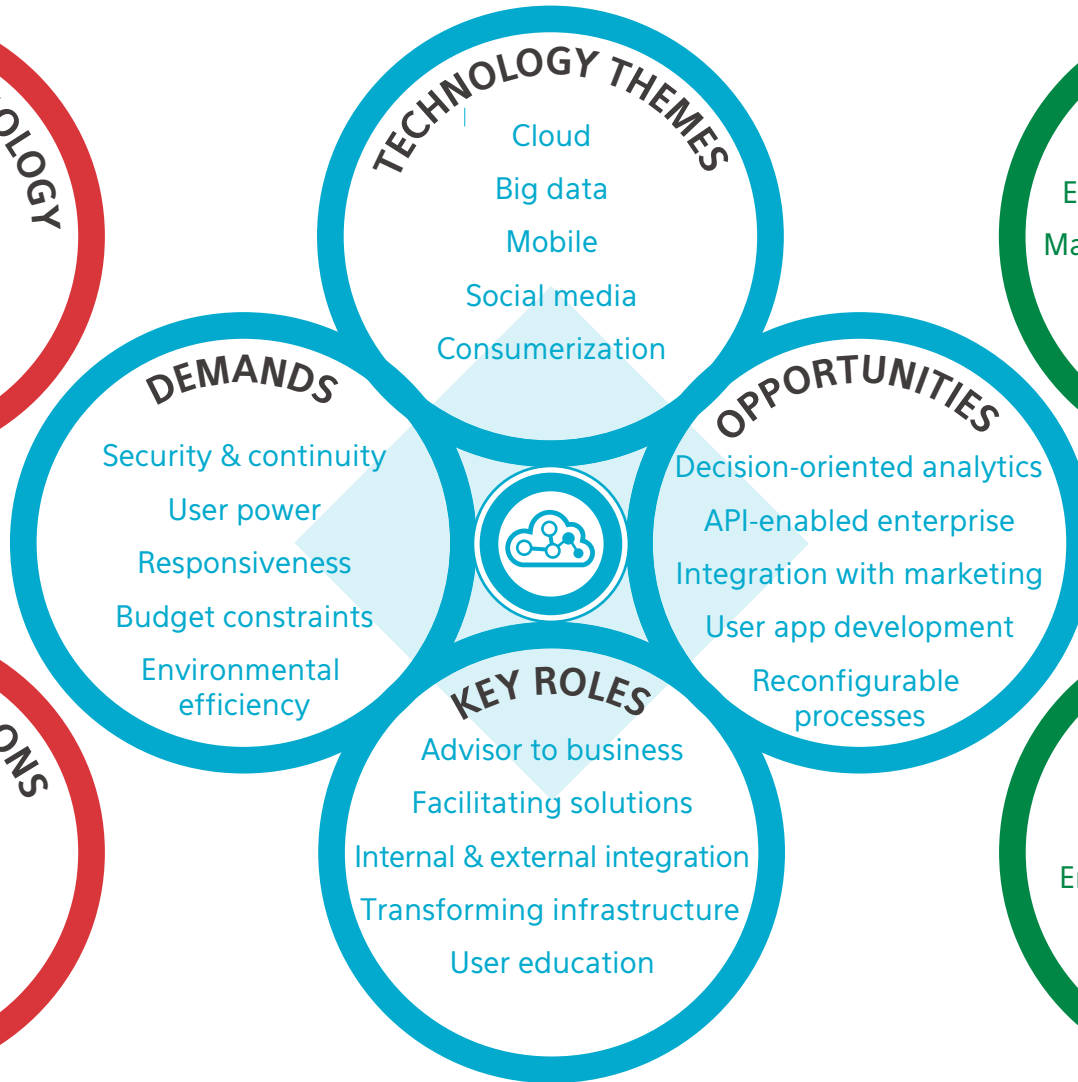 TECHNOLOGY THEMES
Cloud
Big data
Mobile
Social media
Consumerization
DEMANDS
Security & continuity
User power
Responsiveness
Budget constraints
Environmental
efficiency
OPPORTUNITIES
Decision-oriented analytics
API-enabled enterprise
Integration with marketing
User app development
Reconfigurable
processes
KEY ROLES
Advisor to business
Facilitating solutions
Internal & external integration
Transforming infrastructure
User education